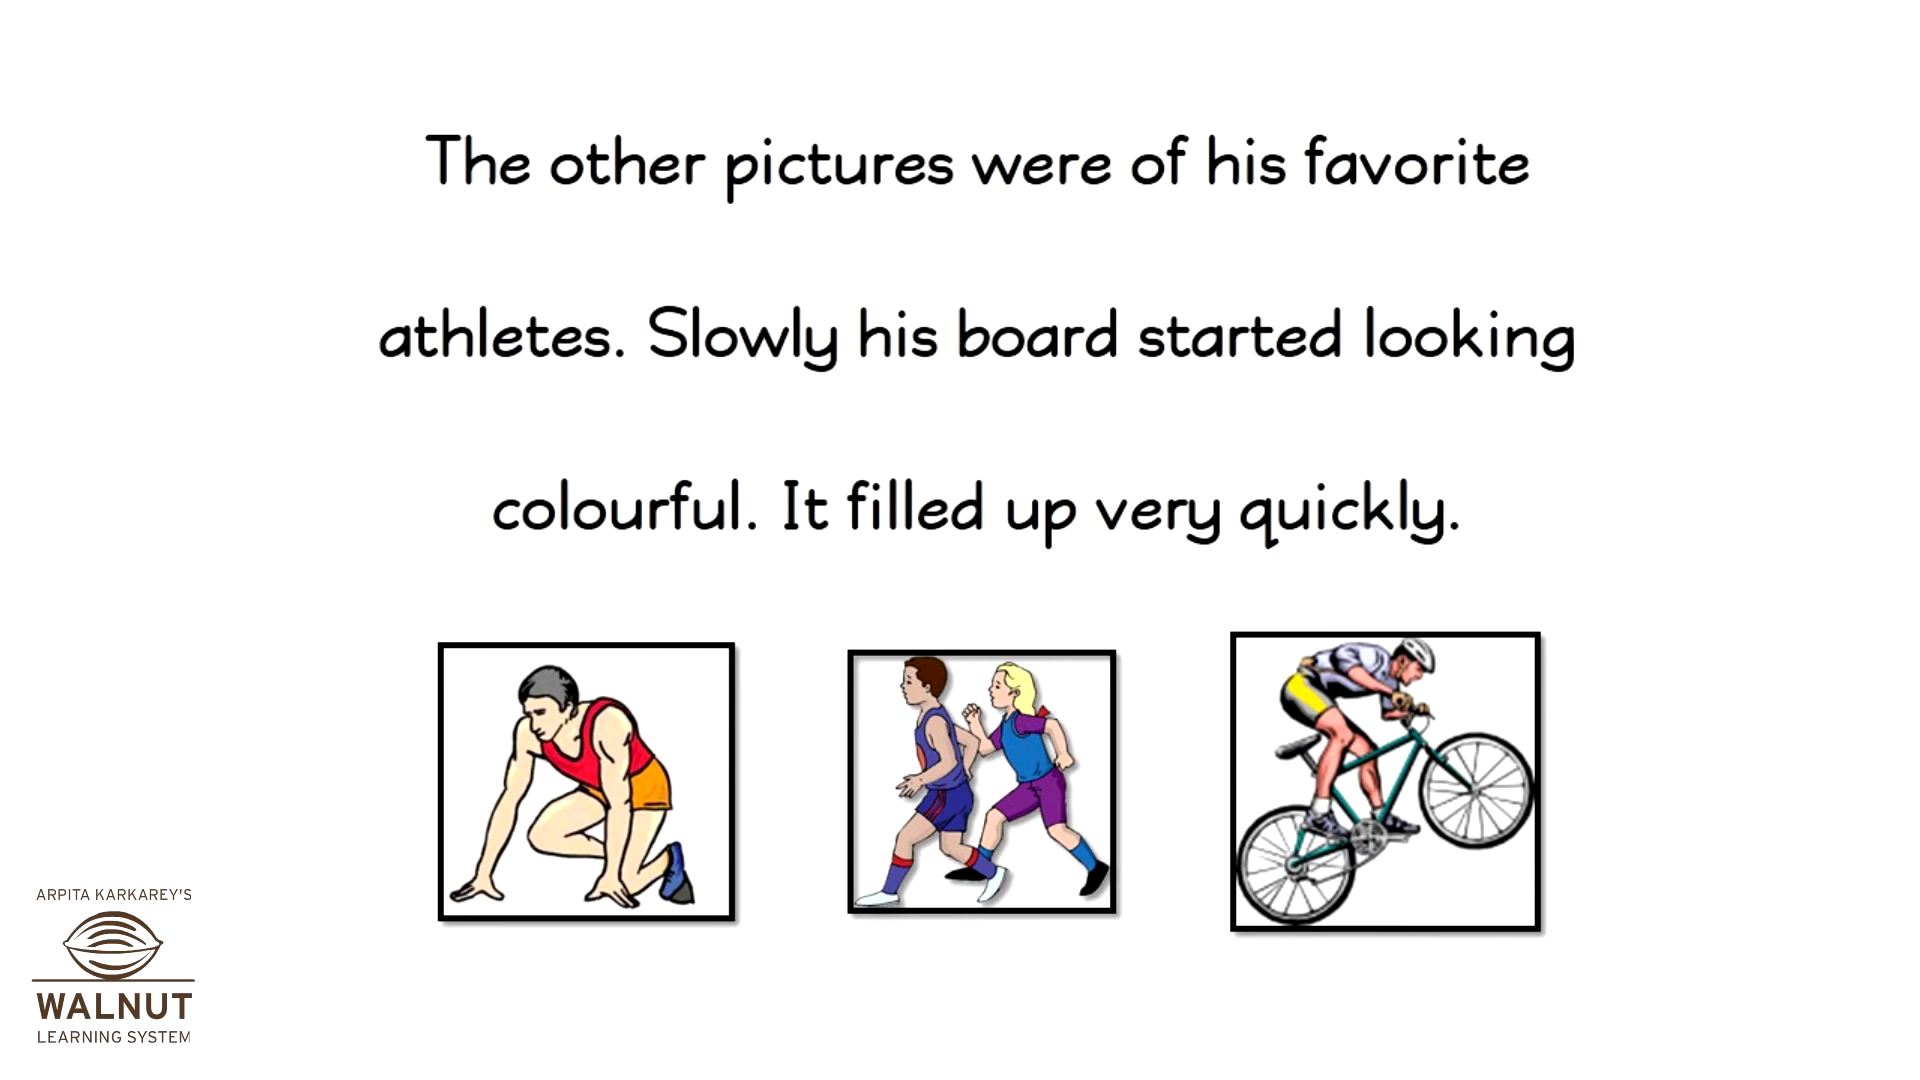 The other pictures were of his favorite
athletes. Slowly his board started looking
colourful. It filled up very quickly.
ARPITA KARKAREY'S
WALNUT
LEARNING SYSTEM